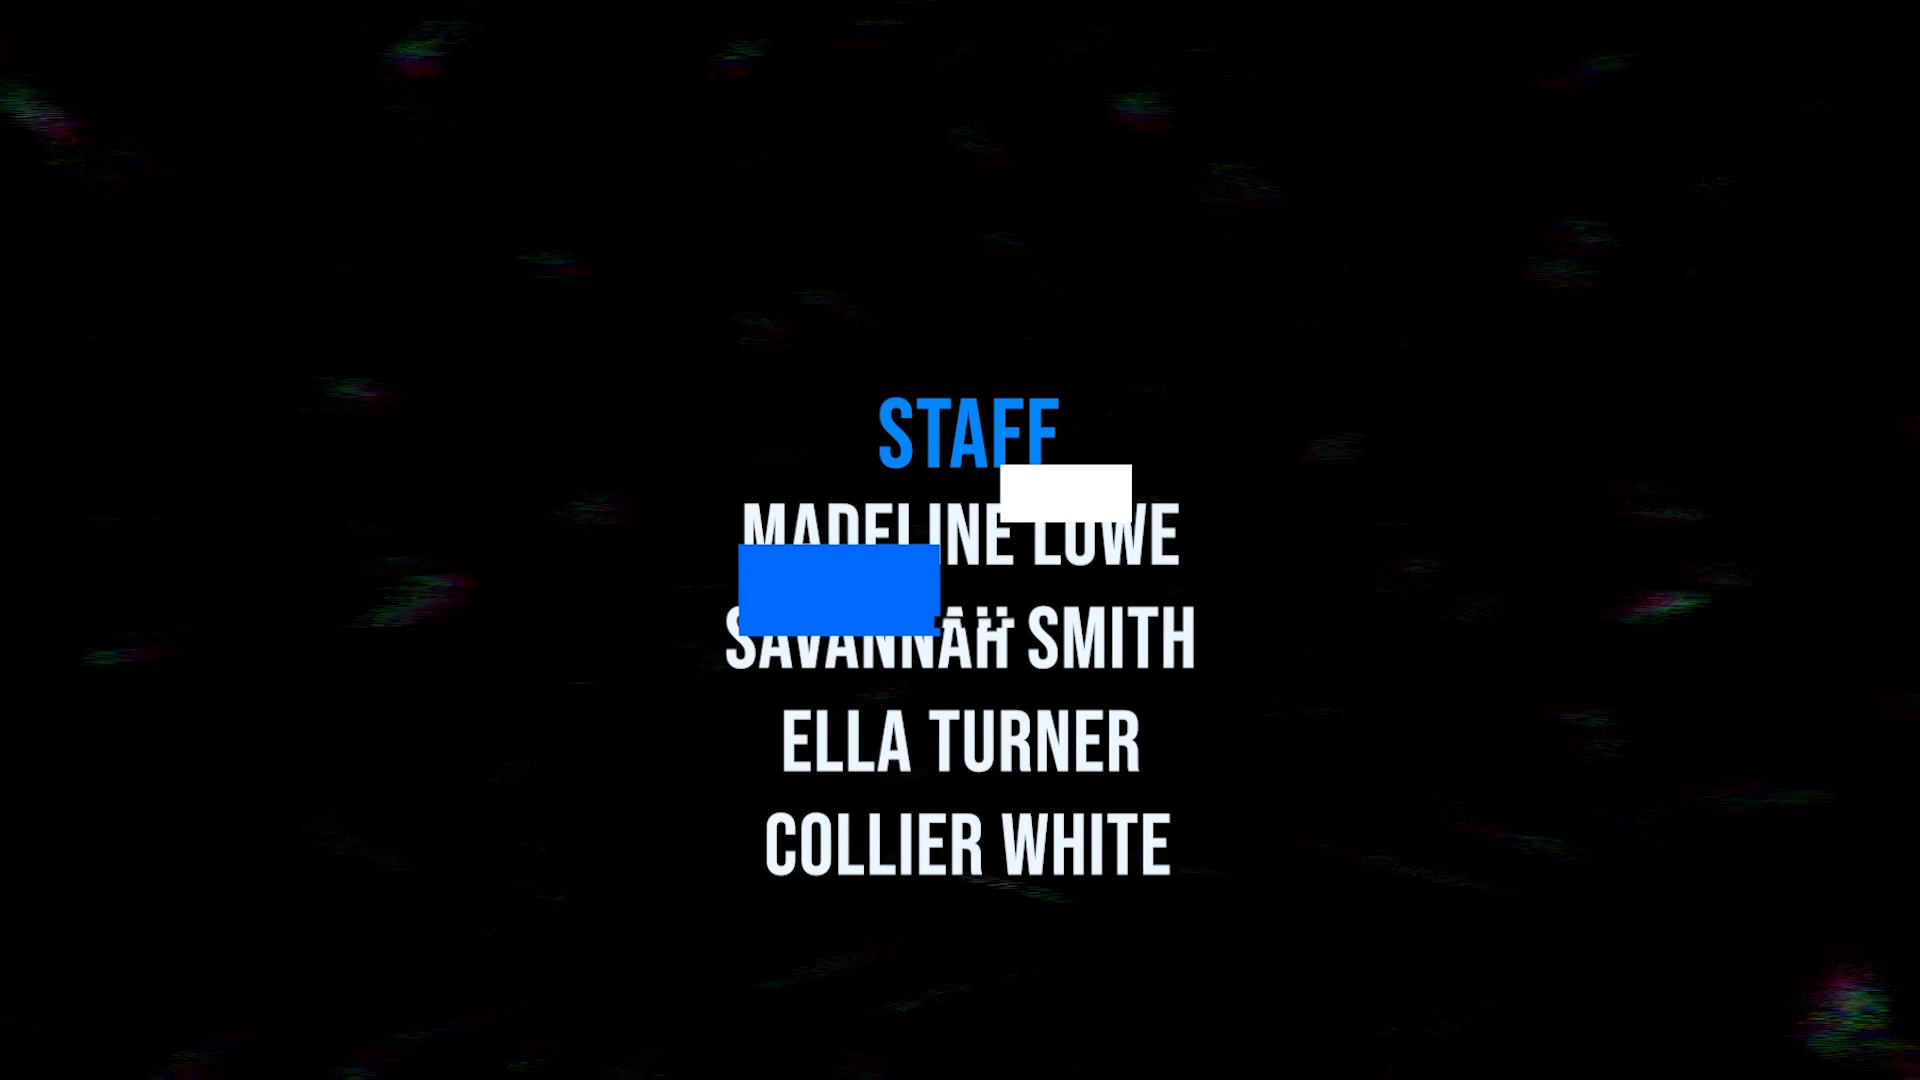 STAFF
MADELINE LOWE
SAVANNAH SMITH
ELLA TURNER
COLLIER WHITE